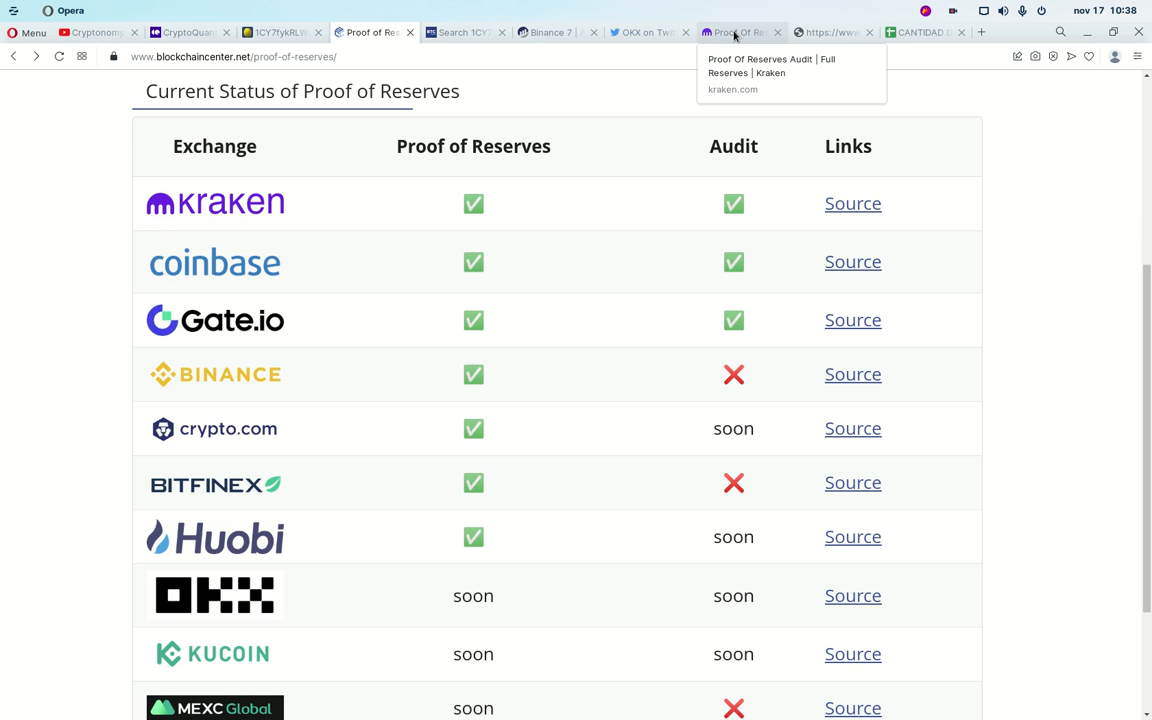 Opera
nov 17 10:38
Menu
Cryptonomy
CryptoQuan
1CY7fykRLW
Proof of Res
Search 1CY7
Binance 7 | A
OKX on Twit
Proof Of Res
https://www
CANTIDAD D
www.blockchaincenter.net/proof-of-reserves/
Proof Of Reserves Audit | Full
Reserves | Kraken
kraken.com
Current Status of Proof of Reserves
Exchange Proof of Reserves Audit Links
kraken Source
coinbase Source
Gate.io Source
BINANCE Source
crypto.com soon Source
BITFINEX Source
Huobi soon Source
OKX soon soon Source
KUCOIN soon soon Source
MEXC Global soon Source